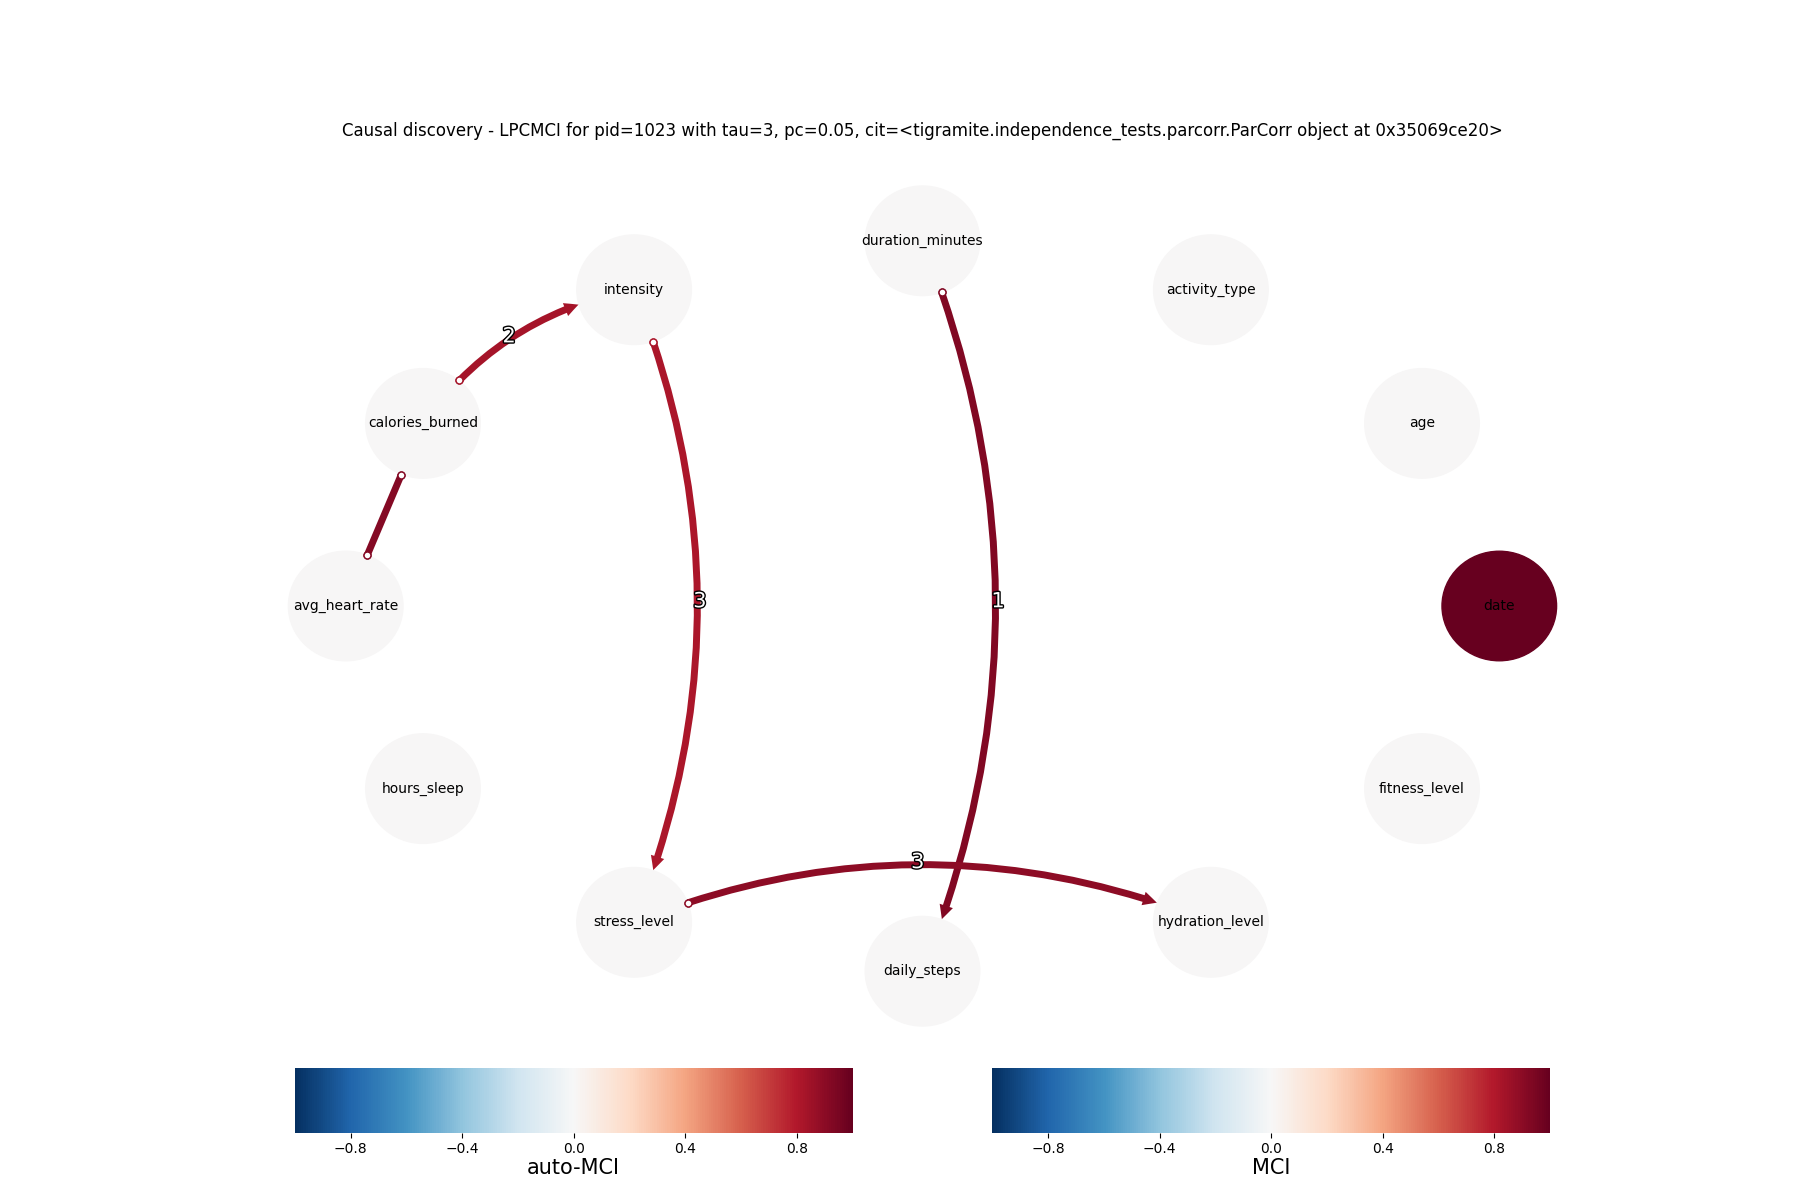 Causal discovery - LPCMCI for pid=1023 with tau=3, pc=0.05, cit=<tigramite.independence_tests.parcorr.ParCorr object at 0x35069ce20>
duration_minutes
intensity
activity_type
2
calories_burned
age
3
1
avg_heart_rate
date
hours_sleep
fitness_level
3
stress_level
hydration_level
daily_steps
−0.8 −0.4 0.0 0.4 0.8
auto-MCI
−0.8 −0.4 0.0 0.4 0.8
MCI